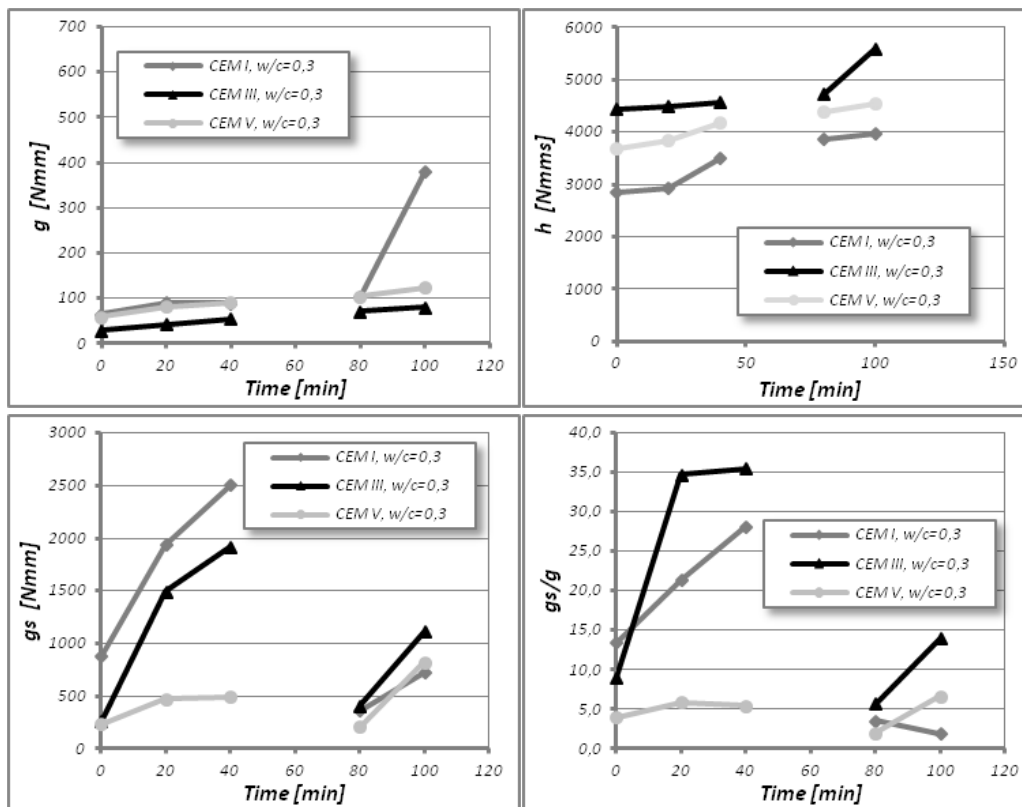 700
600
500
400
300
200
100
0
g [Nmm]
CEM I, w/c=0,3
CEM III, w/c=0,3
CEM V, w/c=0,3
0 20 40 60 80 100 120
Time [min]
6000
5000
4000
3000
2000
1000
0
h [Nmms]
CEM I, w/c=0,3
CEM III, w/c=0,3
CEM V, w/c=0,3
0 50 100 150
Time [min]
3000
2500
2000
1500
1000
500
0
gs [Nmm]
CEM I, w/c=0,3
CEM III, w/c=0,3
CEM V, w/c=0,3
0 20 40 60 80 100 120
Time [min]
40,0
35,0
30,0
25,0
20,0
15,0
10,0
5,0
0,0
gs/g
CEM I, w/c=0,3
CEM III, w/c=0,3
CEM V, w/c=0,3
0 20 40 60 80 100 120
Time [min]